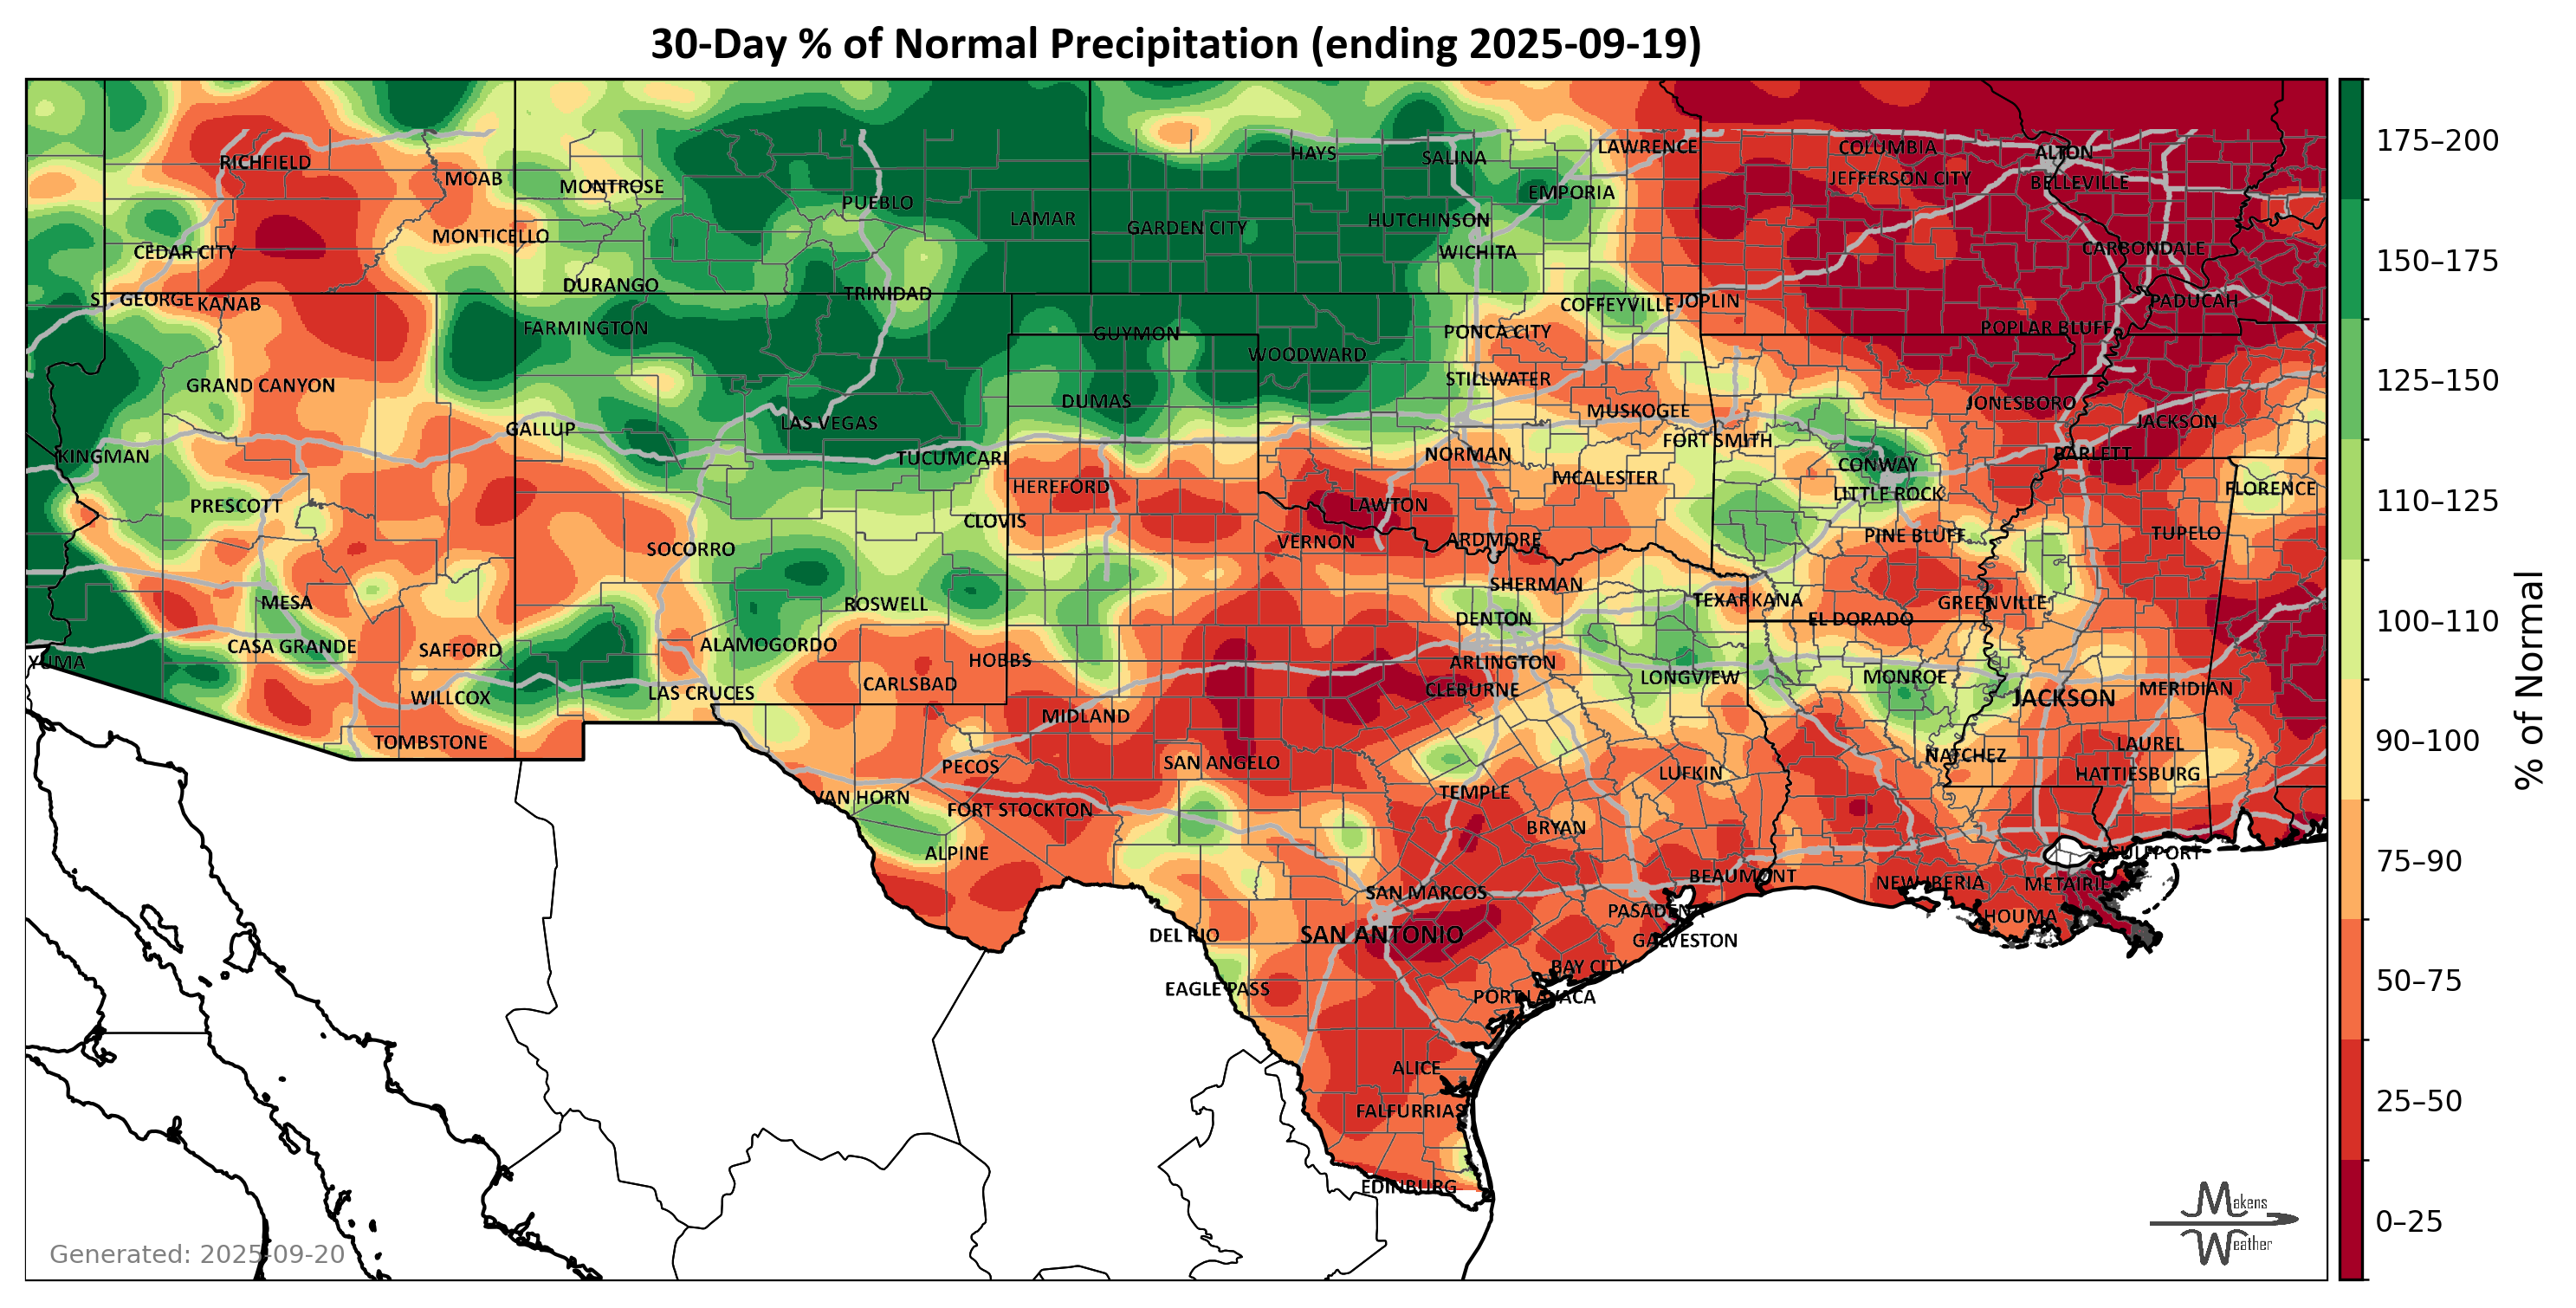 30-Day % of Normal Precipitation (ending 2025-09-19)
RICHFIELD
MOAB
MONTROSE
PUEBLO
LAMAR
HAYS
SALINA
LAWRENCE
COLUMBIA
ALTON
JEFFERSON CITY
BELLEVILLE
EMPORIA
GARDEN CITY
HUTCHINSON
WICHITA
MONTICELLO
CEDAR CITY
CARBONDALE
DURANGO
TRINIDAD
ST. GEORGE
KANAB
COFFEYVILLE
JOPLIN
PADUCAH
FARMINGTON
GUYMON
PONCA CITY
POPLAR BLUFF
WOODWARD
GRAND CANYON
STILLWATER
DUMAS
MUSKOGEE
JONESBORO
LAS VEGAS
JACKSON
GALLUP
FORT SMITH
KINGMAN
TUCUMCARI
NORMAN
BARLETT
CONWAY
MCALESTER
HEREFORD
LITTLE ROCK
FLORENCE
PRESCOTT
LAWTON
CLOVIS
PINE BLUFF
TUPELO
SOCORRO
VERNON
ARDMORE
SHERMAN
MESA
ROSWELL
TEXARKANA
GREENVILLE
DENTON
EL DORADO
CASA GRANDE
SAFFORD
ALAMOGORDO
HOBBS
ARLINGTON
YUMA
CARLSBAD
CLEBURNE
LONGVIEW
MONROE
WILLCOX
LAS CRUCES
JACKSON
MERIDIAN
MIDLAND
TOMBSTONE
LAUREL
NATCHEZ
PECOS
SAN ANGELO
LUFKIN
HATTIESBURG
VAN HORN
FORT STOCKTON
TEMPLE
BRYAN
ALPINE
GULFPORT
BEAUMONT
NEW IBERIA
METAIRIE
SAN MARCOS
PASADENA
HOUMA
DEL RIO
SAN ANTONIO
GALVESTON
BAY CITY
EAGLE PASS
PORT LAVACA
ALICE
FALFURRIAS
EDINBURG
175–200
150–175
125–150
110–125
100–110
90–100
75–90
50–75
25–50
0–25
% of Normal
Makens
Weather
Generated: 2025-09-20